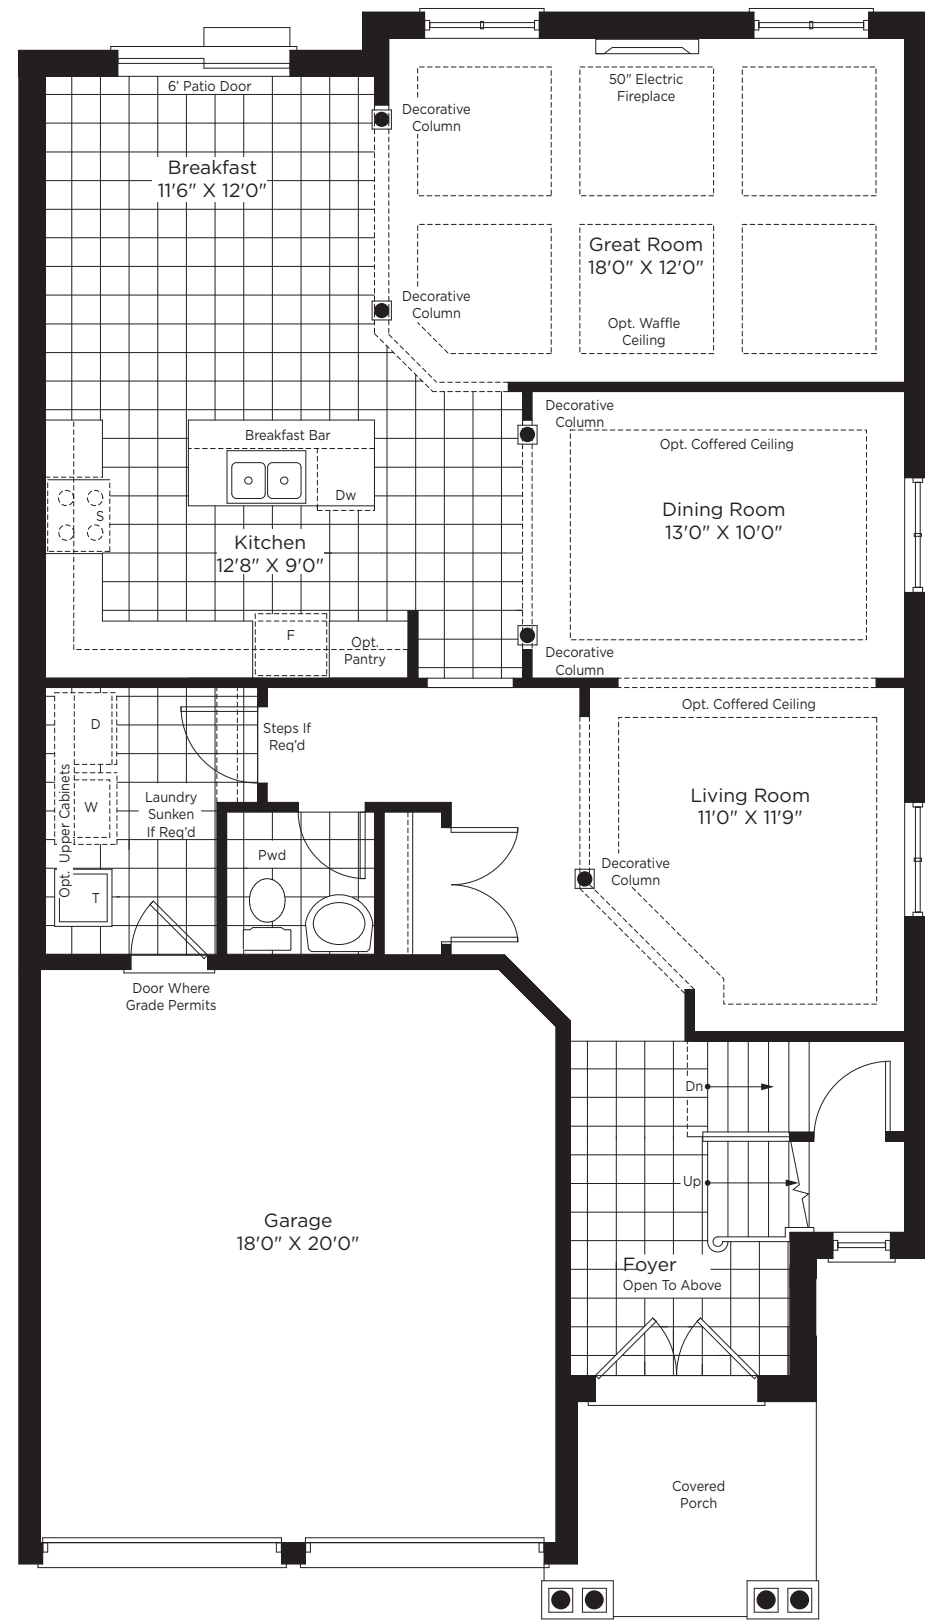 6' Patio Door
50" Electric
Fireplace
Decorative
Column
Breakfast
11'6" X 12'0"
Great Room
18'0" X 12'0"
Decorative
Column
Opt. Waffle
Ceiling
Decorative
Column
Breakfast Bar
Opt. Coffered Ceiling
Dw
S
Dining Room
13'0" X 10'0"
Kitchen
12'8" X 9'0"
F
Opt.
Pantry
Decorative
Column
Opt. Coffered Ceiling
D
Steps If
Req'd
Opt. Upper Cabinets
W
Laundry
Sunken
If Req'd
Living Room
11'0" X 11'9"
Pwd
Decorative
Column
T
Door Where
Grade Permits
Dn
Up
Garage
18'0" X 20'0"
Foyer
Open To Above
Covered
Porch